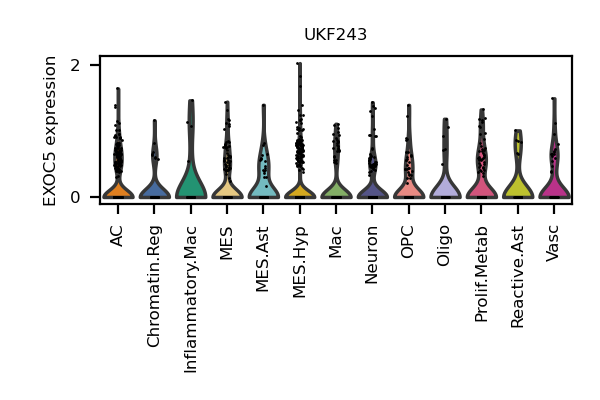 UKF243
EXOC5 expression
2
0
AC
Chromatin.Reg
Inflammatory.Mac
MES
MES.Ast
MES.Hyp
Mac
Neuron
OPC
Oligo
Prolif.Metab
Reactive.Ast
Vasc